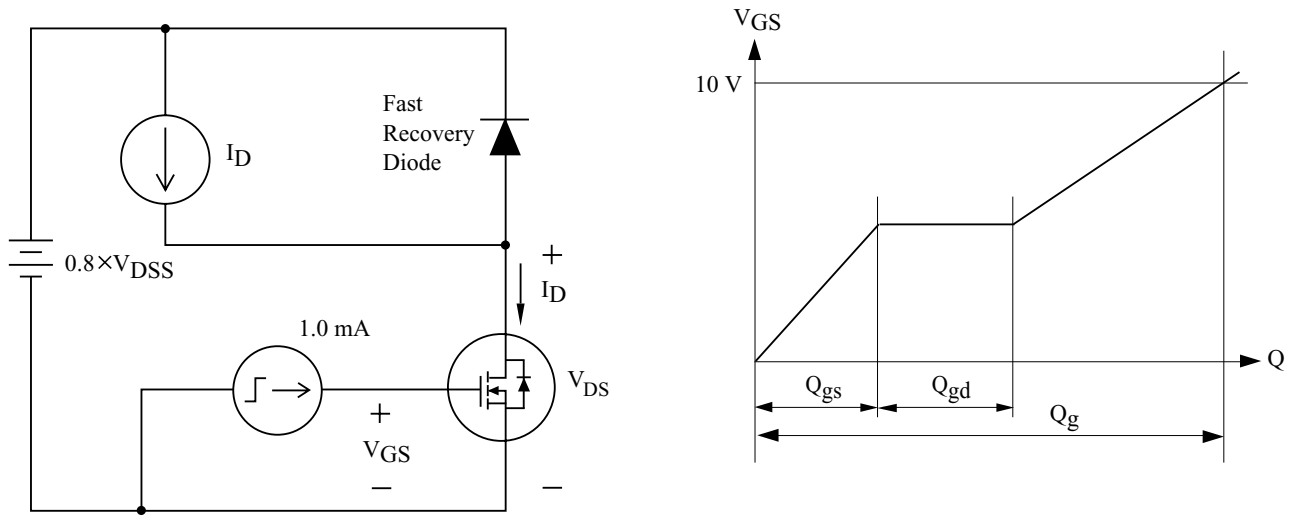 I_D
Fast
Recovery
Diode
0.8×V_DSS
+
I_D
1.0 mA
V_DS
+
V_GS
−
−
V_GS
10 V
Q
Q_gs
Q_gd
Q_g